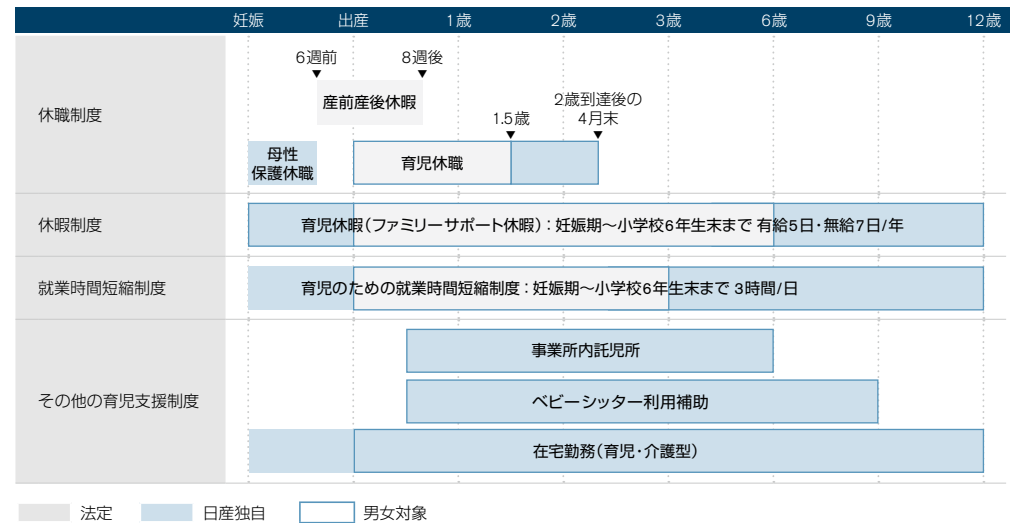 妊娠 出産 1歳 2歳 3歳 6歳 9歳 12歳
休職制度
6週前 8週後
産前産後休暇
1.5歳
2歳到達後の
4月末
母性
保護休職
育児休職
休暇制度
育児休暇（ファミリーサポート休暇）：妊娠期～小学校6年生末まで 有給5日・無給7日/年
就業時間短縮制度
育児のための就業時間短縮制度：妊娠期～小学校6年生末まで 3時間/日
その他の育児支援制度
事業所内託児所
ベビーシッター利用補助
在宅勤務（育児・介護型）
法定 日産独自 男女対象